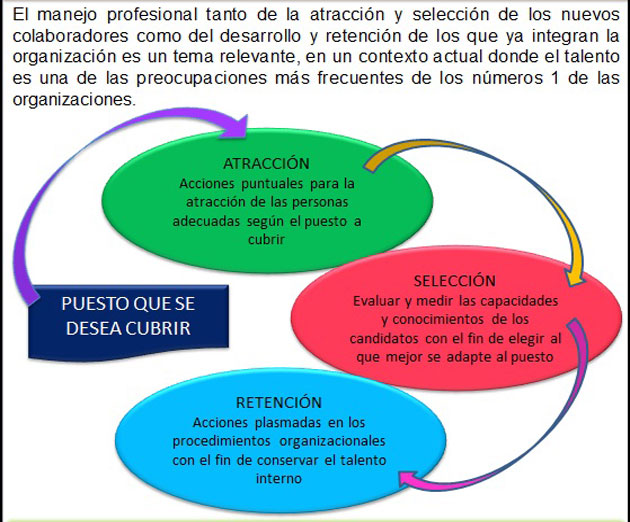 El manejo profesional tanto de la atracción y selección de los nuevos
colaboradores como del desarrollo y retención de los que ya integran la
organización es un tema relevante, en un contexto actual donde el talento
es una de las preocupaciones más frecuentes de los números 1 de las
organizaciones.
ATRACCIÓN
Acciones puntuales para la
atracción de las personas
adecuadas según el puesto a
cubrir
PUESTO QUE SE
DESEA CUBRIR
SELECCIÓN
Evaluar y medir las capacidades
y conocimientos de los
candidatos con el fin de elegir al
que mejor se adapte al puesto
RETENCIÓN
Acciones plasmadas en los
procedimientos organizacionales
con el fin de conservar el talento
interno